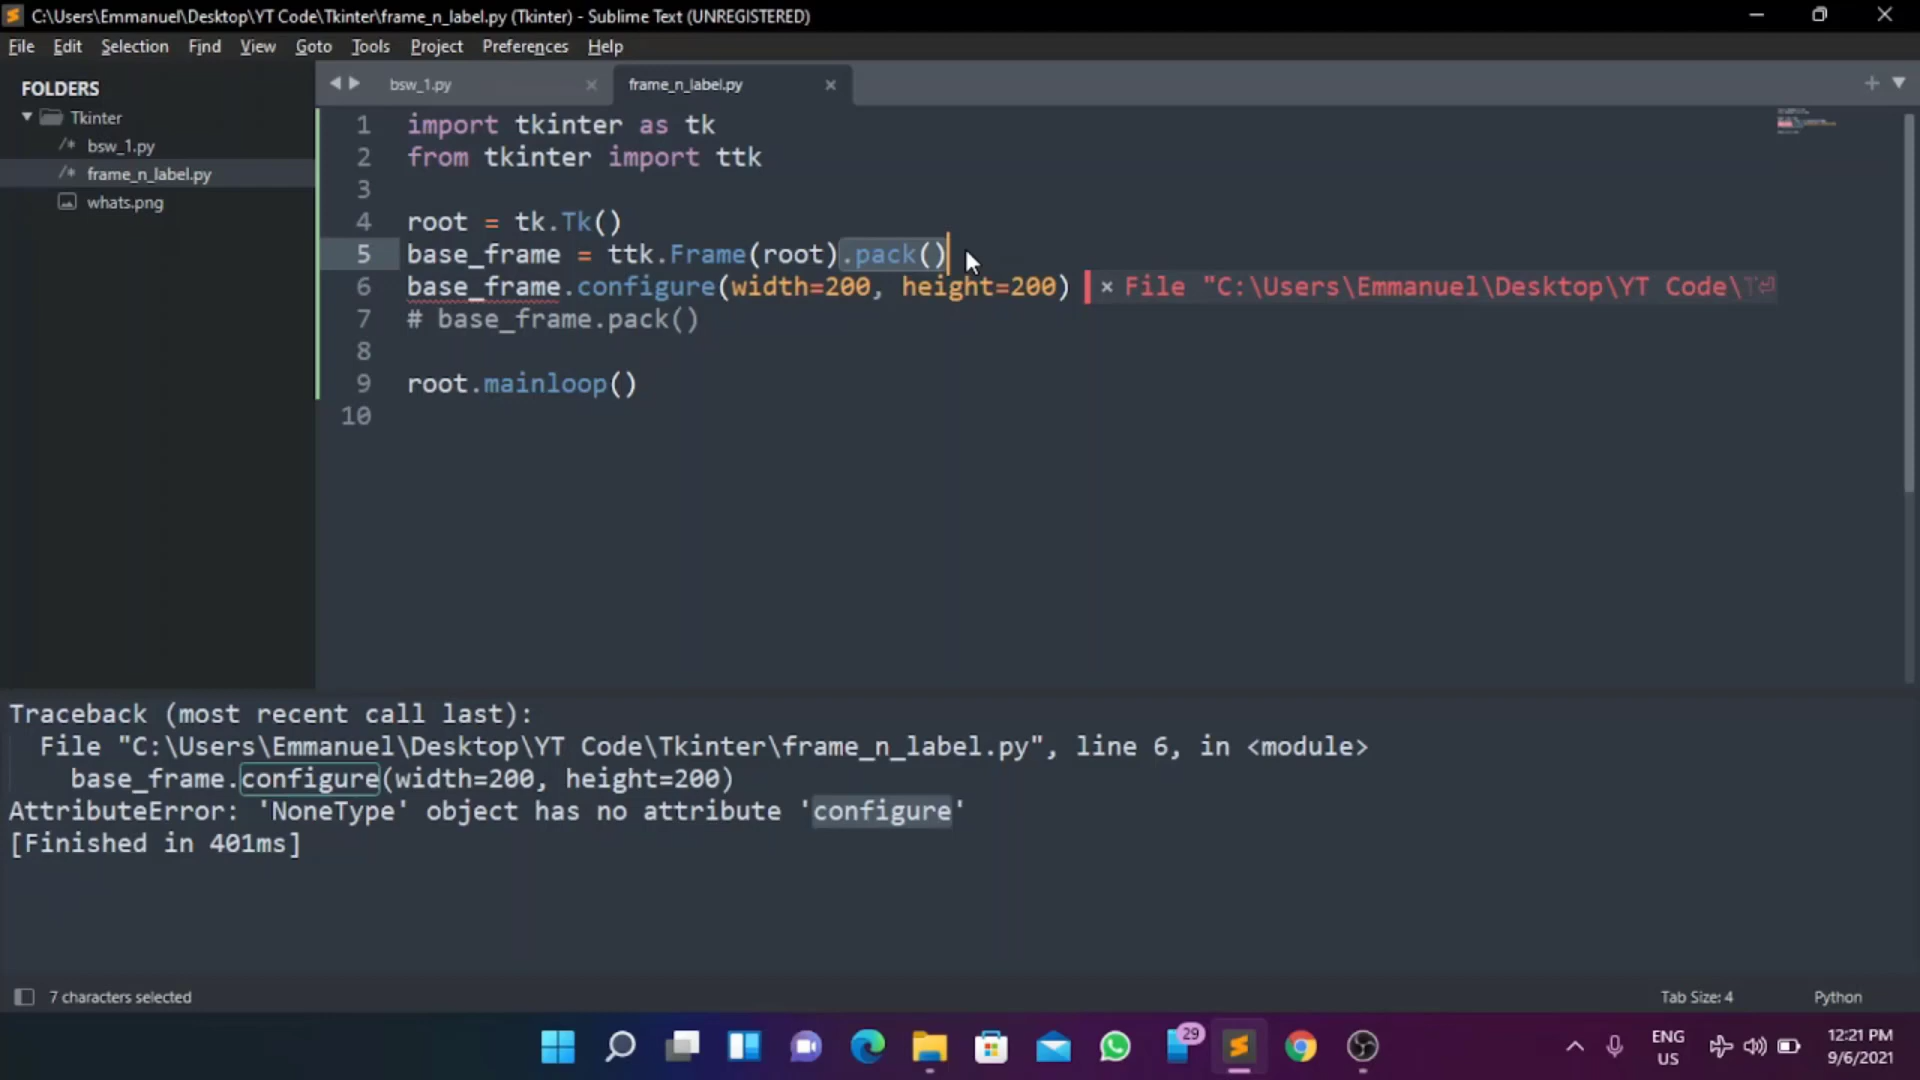 C:\Users\Emmanuel\Desktop\YT Code\Tkinter\frame_n_label.py (Tkinter) - Sublime Text (UNREGISTERED)
File Edit Selection Find View Goto Tools Project Preferences Help
FOLDERS
Tkinter
/* bsw_1.py
/* frame_n_label.py
whats.png
bsw_1.py × frame_n_label.py ×
1 import tkinter as tk
2 from tkinter import ttk
3
4 root = tk.Tk()
5 base_frame = ttk.Frame(root).pack()
6 base_frame.configure(width=200, height=200) × File "C:\Users\Emmanuel\Desktop\YT Code\T
7 # base_frame.pack()
8
9 root.mainloop()
10
Traceback (most recent call last):
File "C:\Users\Emmanuel\Desktop\YT Code\Tkinter\frame_n_label.py", line 6, in <module>
base_frame.configure(width=200, height=200)
AttributeError: 'NoneType' object has no attribute 'configure'
[Finished in 401ms]
7 characters selected
Tab Size: 4 Python
29
ENG
US
12:21 PM
9/6/2021